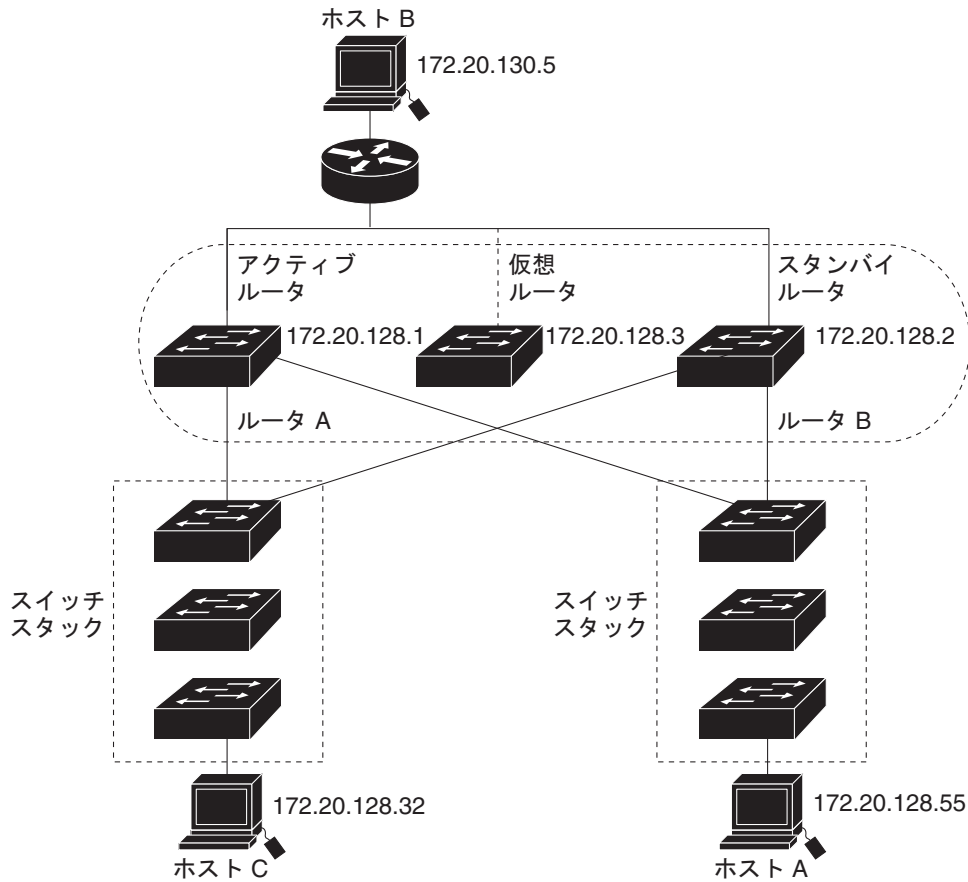 ホスト B
172.20.130.5
アクティブ
ルータ
仮想
ルータ
スタンバイ
ルータ
172.20.128.1
172.20.128.3
172.20.128.2
ルータ A
ルータ B
スイッチ
スタック
スイッチ
スタック
172.20.128.32
172.20.128.55
ホスト C
ホスト A